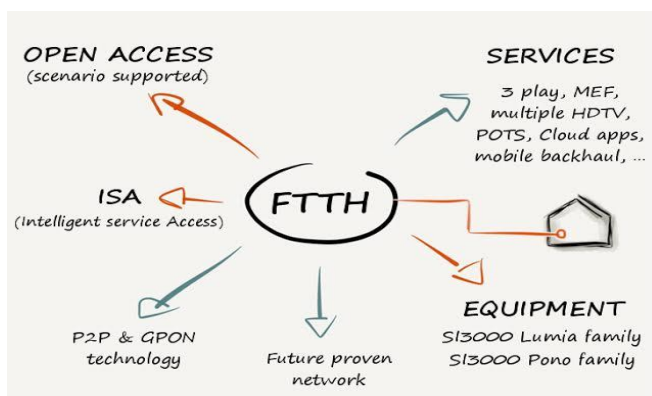 OPEN ACCESS
(scenario supported)
SERVICES
3 play, MEF,
multiple HDTV,
POTS, Cloud apps,
mobile backhaul, ...
ISA
(Intelligent service Access)
FTTH
EQUIPMENT
SI3000 Lumia family
SI3000 Pono family
P2P & GPON
technology
Future proven
network